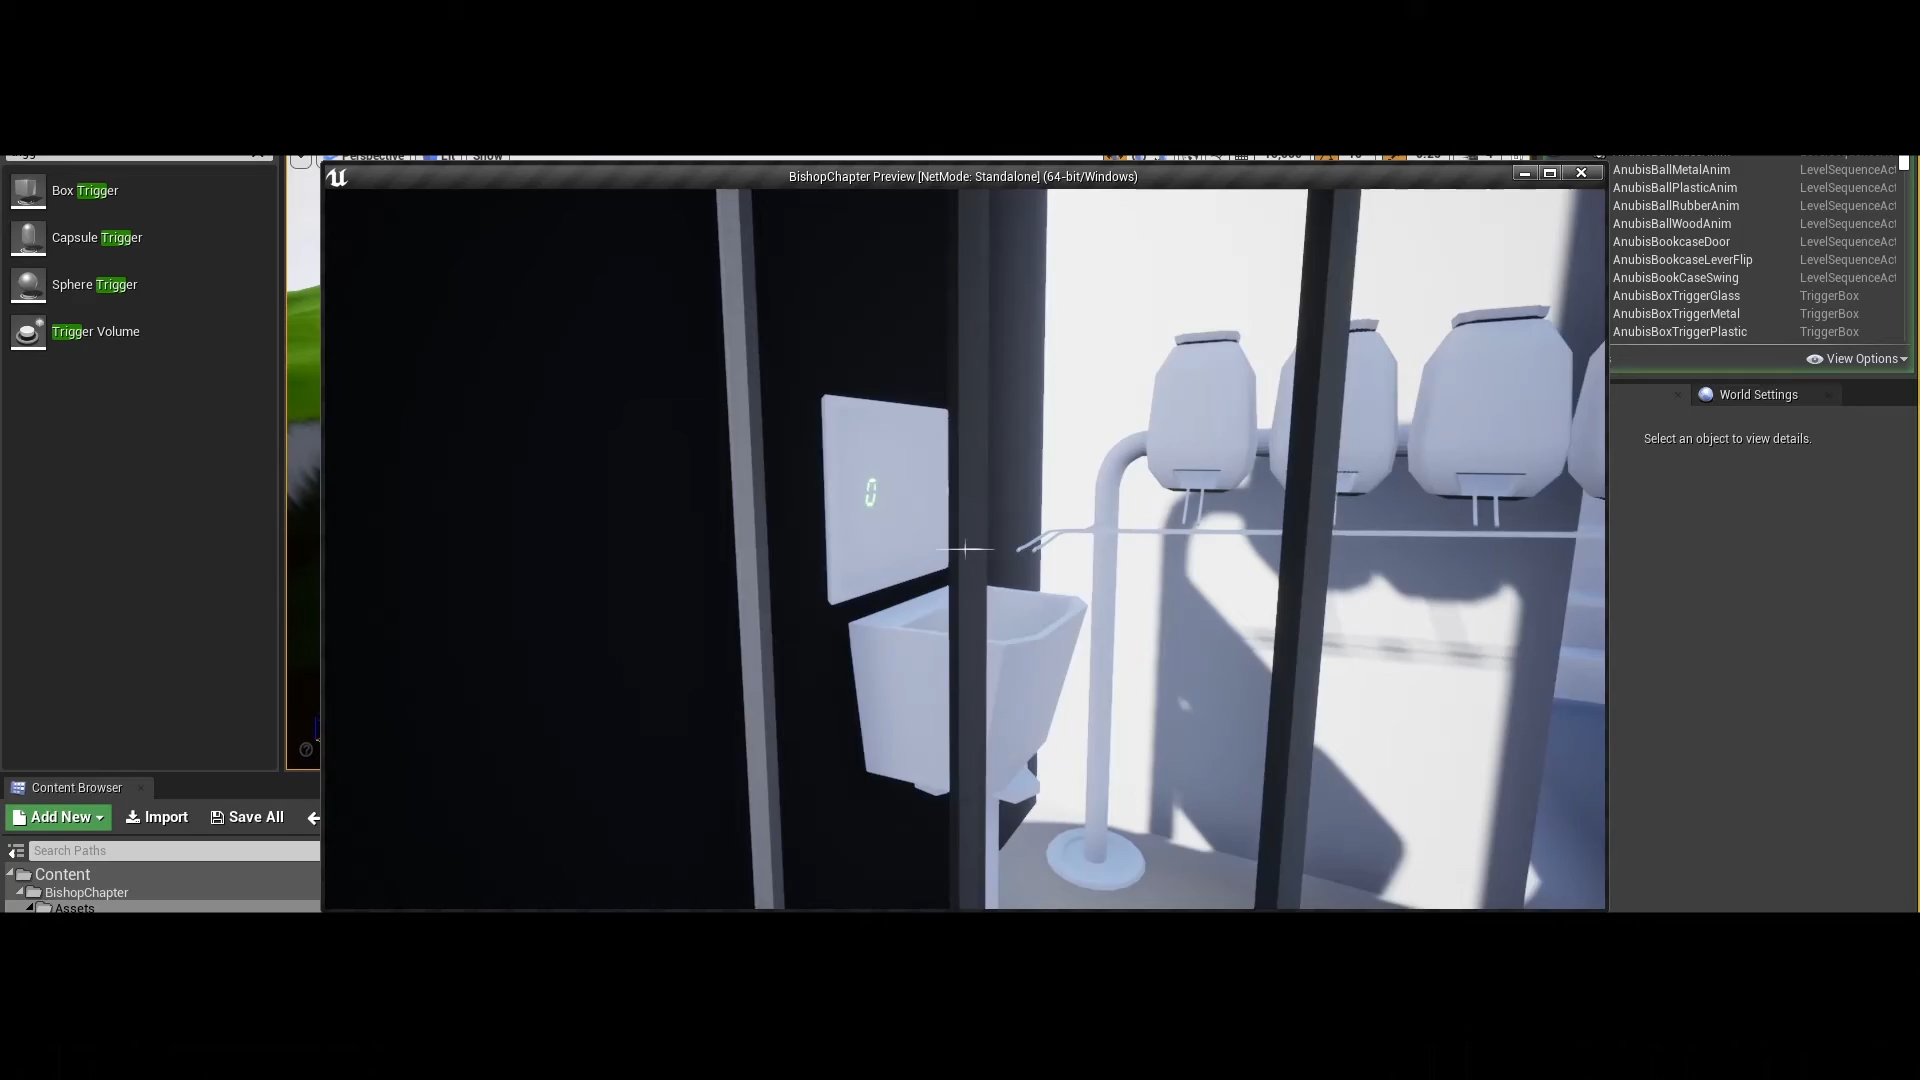 Perspective Lit Show
BishopChapter Preview [NetMode: Standalone] (64-bit/Windows)
Box Trigger
Capsule Trigger
Sphere Trigger
Trigger Volume
0
AnubisBallMetalAnim LevelSequenceAct
AnubisBallPlasticAnim LevelSequenceAct
AnubisBallRubberAnim LevelSequenceAct
AnubisBallWoodAnim LevelSequenceAct
AnubisBookcaseDoor LevelSequenceAct
AnubisBookcaseLeverFlip LevelSequenceAct
AnubisBookCaseSwing LevelSequenceAct
AnubisBoxTriggerGlass TriggerBox
AnubisBoxTriggerMetal TriggerBox
AnubisBoxTriggerPlastic TriggerBox
View Options
World Settings
Select an object to view details.
Content Browser
Add New Import Save All
Search Paths
Content
BishopChapter
Assets